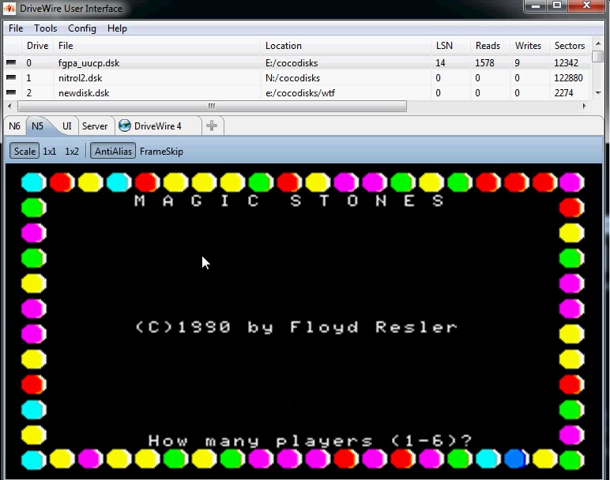 DriveWire User Interface
File Tools Config Help
Drive File Location LSN Reads Writes Sectors
0 fgpa_uucp.dsk E:/cocodisks 14 1578 9 12342
1 nitrol2.dsk N:/cocodisks 0 0 122880
2 newdisk.dsk e:/cocodisks/wtf 0 0 2274
N6 N5 UI Server DriveWire 4
Scale 1x1 1x2 AntiAlias FrameSkip
MAGIC STONES
(C)1990 by Floyd Resler
How many players (1-6)?